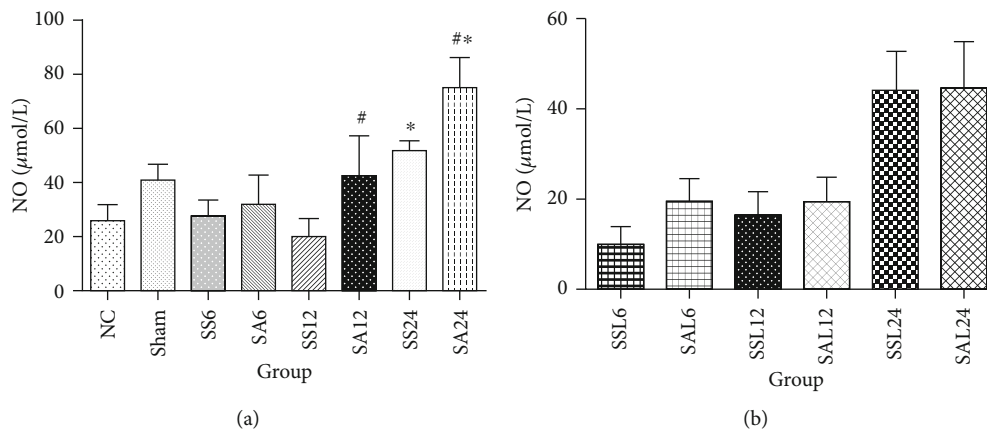 100
80
60
40
20
0
NO (µmol/L)
#
*
#*
NC
Sham
SS6
SA6
SS12
SA12
SS24
SA24
Group
(a)
60
40
20
0
NO (µmol/L)
SSL6
SAL6
SSL12
SAL12
SSL24
SAL24
Group
(b)